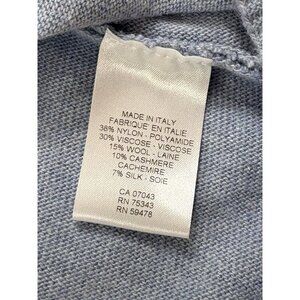 MADE IN ITALY
FABRIQUE EN ITALIE
38% NYLON - POLYAMIDE
30% VISCOSE - VISCOSE
15% WOOL - LAINE
10% CASHMERE
CACHEMIRE
7% SILK - SOIE
CA 07043
RN 75343
RN 59478